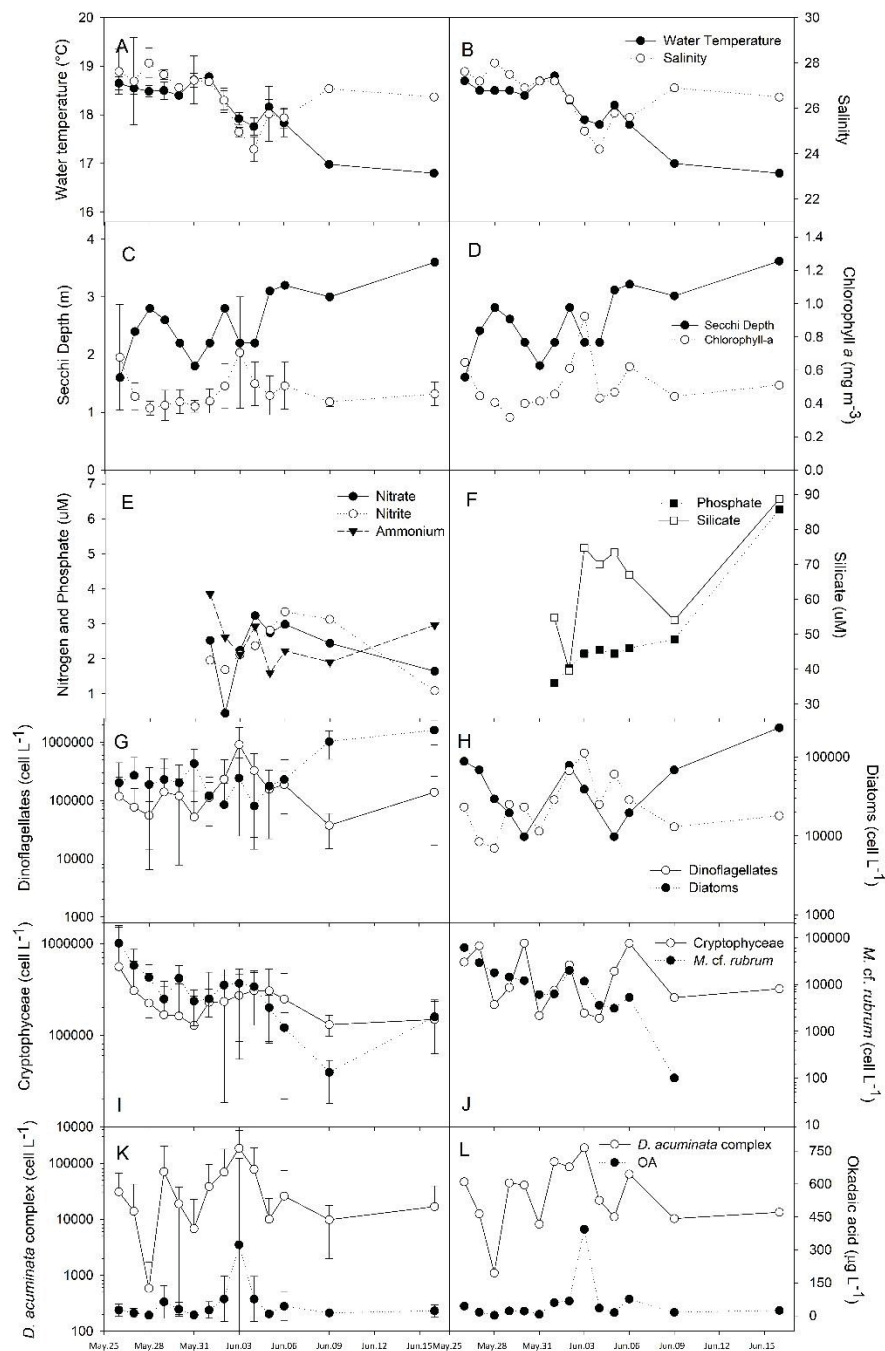 20
30
A
B
Water Temperature
Salinity
19
28
18
26
17
24
16
22
Water temperature (°C)
Salinity
4
1.4
C
D
1.2
3
1.0
Secchi Depth
Chlorophyll-a
0.8
2
0.6
1
0.4
0.2
0
0.0
Secchi Depth (m)
Chlorophyll a (mg m-3)
7
90
E
F
Nitrate
Nitrite
Ammonium
Phosphate
Silicate
6
80
5
70
4
60
3
50
2
40
1
30
Nitrogen and Phosphate (uM)
Silicate (uM)
1000000
G
H
100000
100000
10000
10000
Dinoflagellates
Diatoms
1000
1000
Dinoflagellates (cell L-1)
Diatoms (cell L-1)
1000000
Cryptophyceae
M. cf. rubrum
100000
10000
100000
1000
100
I
J
10
Cryptophyceae (cell L-1)
M. cf. rubrum (cell L-1)
10000
K
L
D. acuminata complex
OA
750
100000
600
10000
450
300
1000
150
100
0
D. acuminata complex (cell L-1)
Okadaic acid (µg L-1)
May.25 May.28 May.31 Jun.03 Jun.06 Jun.09 Jun.12 Jun.15 May.25 May.28 May.31 Jun.03 Jun.06 Jun.09 Jun.12 Jun.15